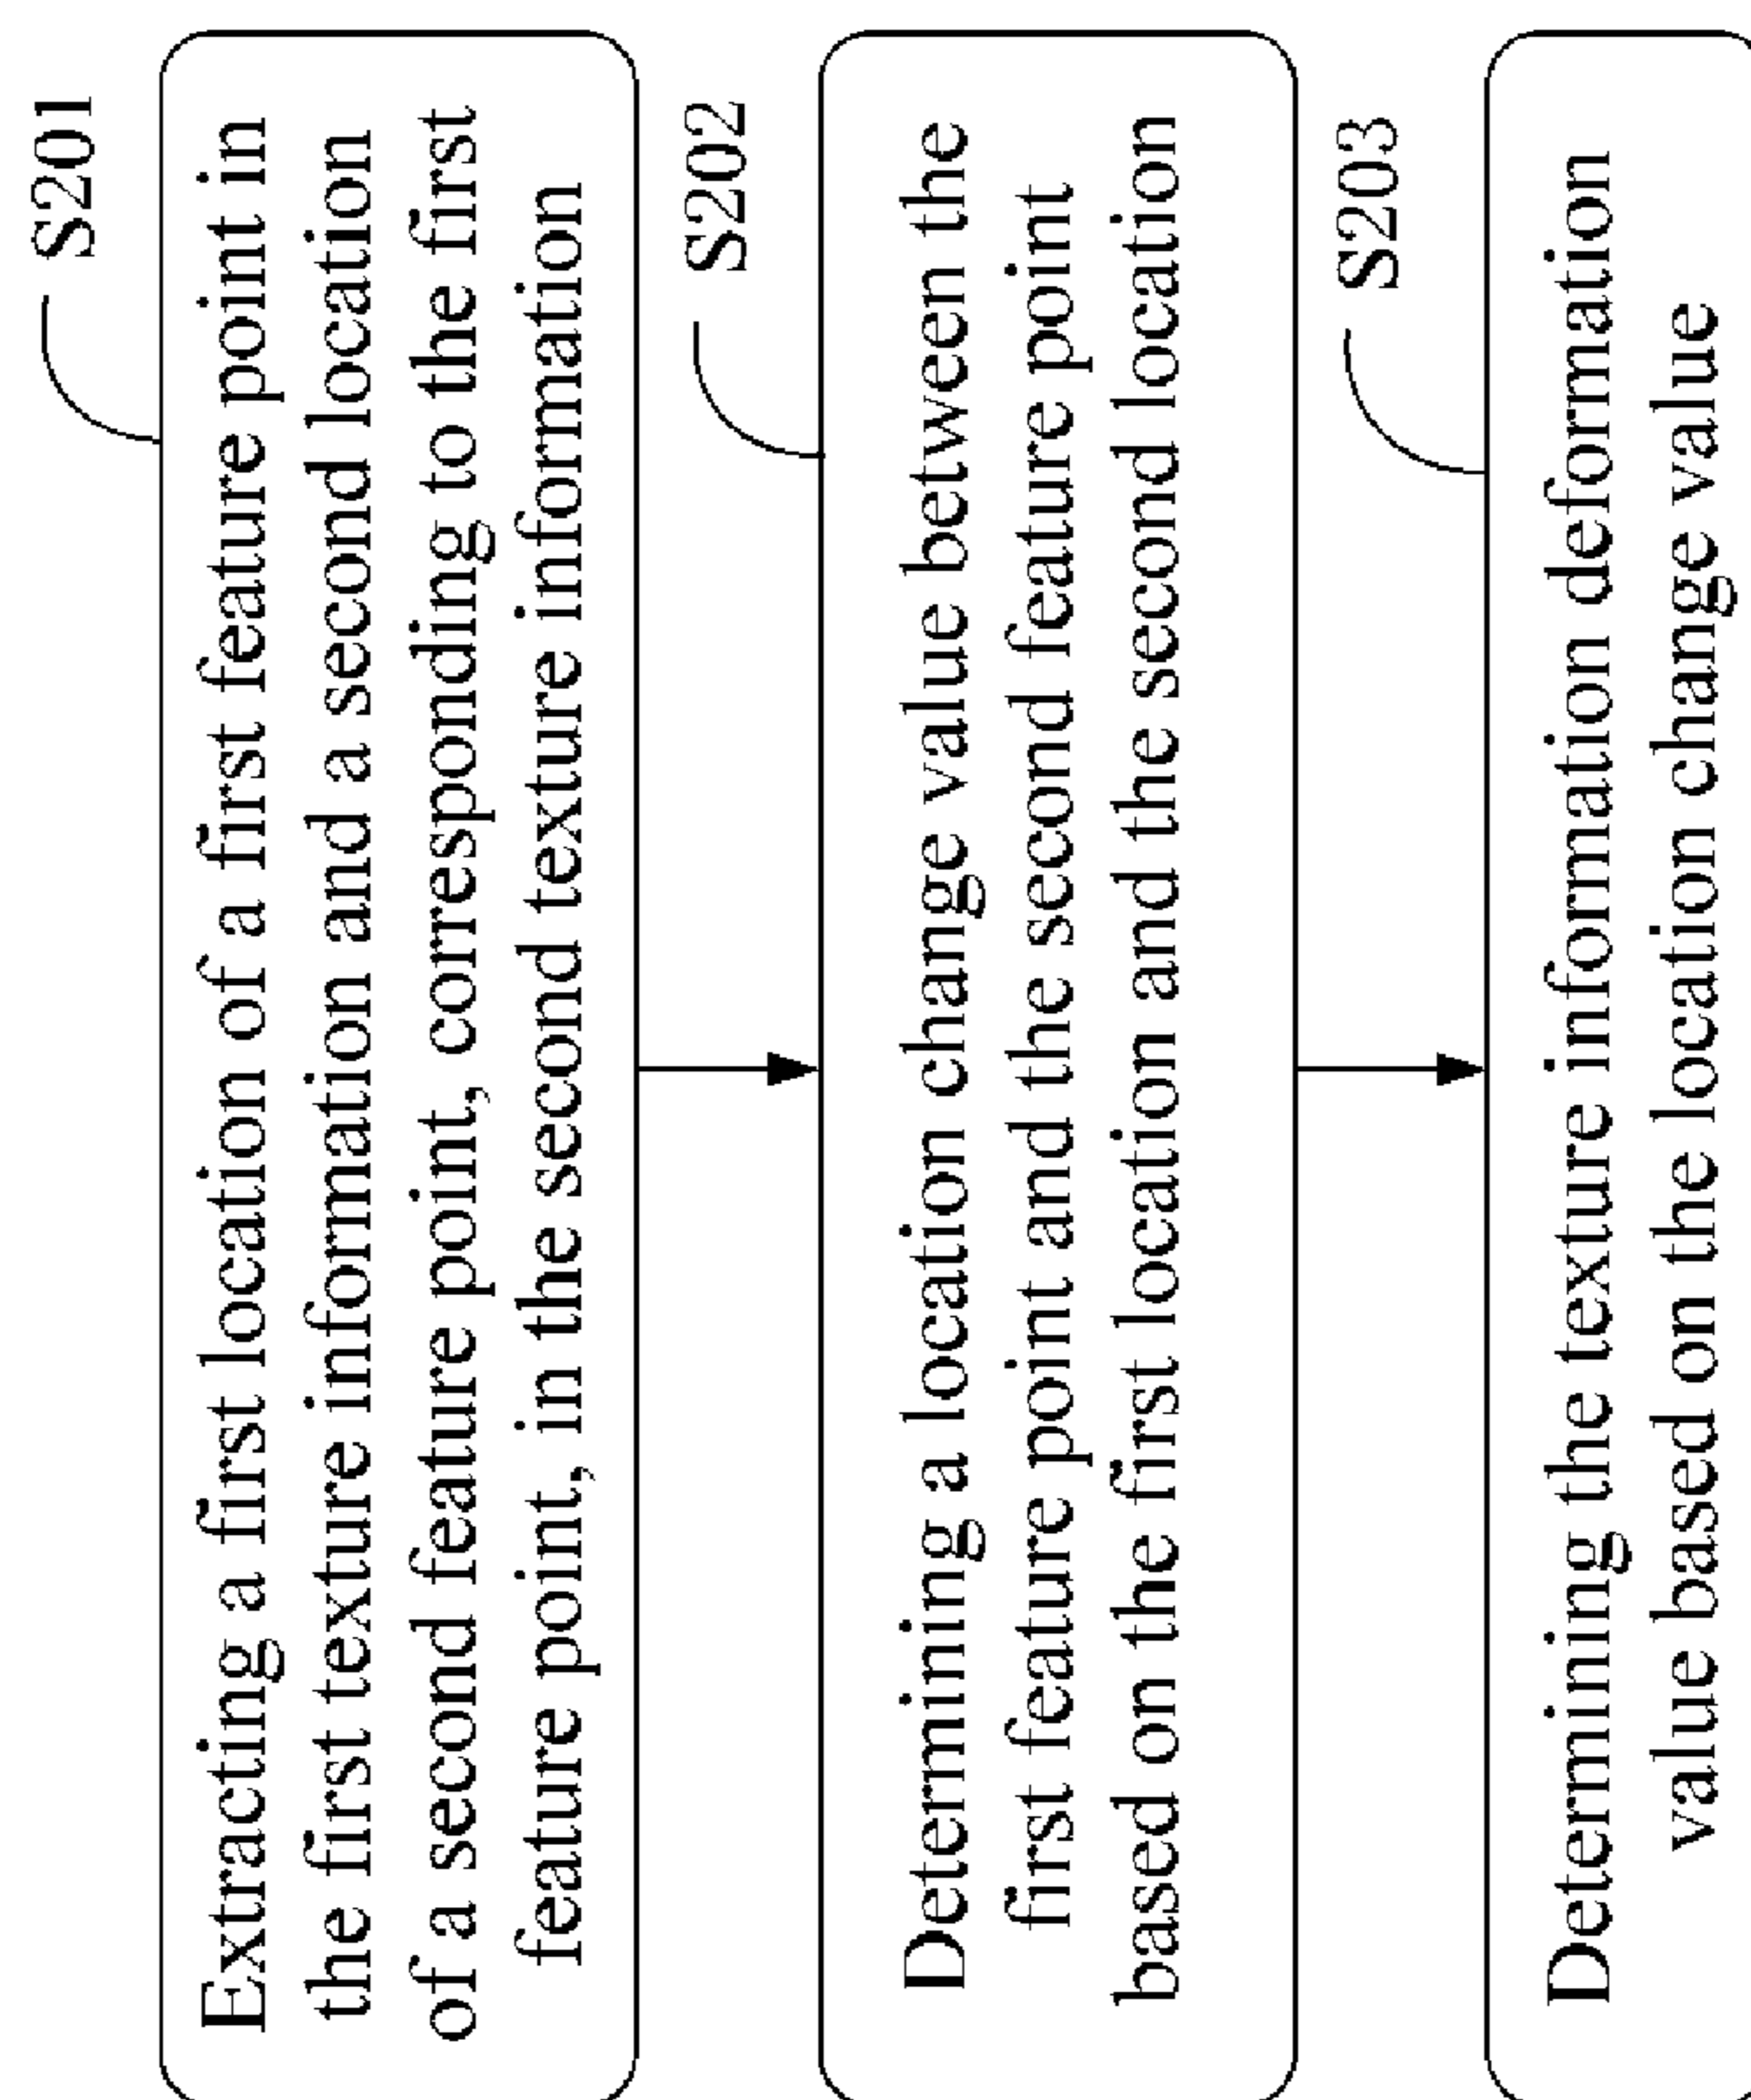 S201
Extracting a first location of a first feature point in
the first texture information and a second location
of a second feature point, corresponding to the first
feature point, in the second texture information
S202
Determining a location change value between the
first feature point and the second feature point
based on the first location and the second location
S203
Determining the texture information deformation
value based on the location change value